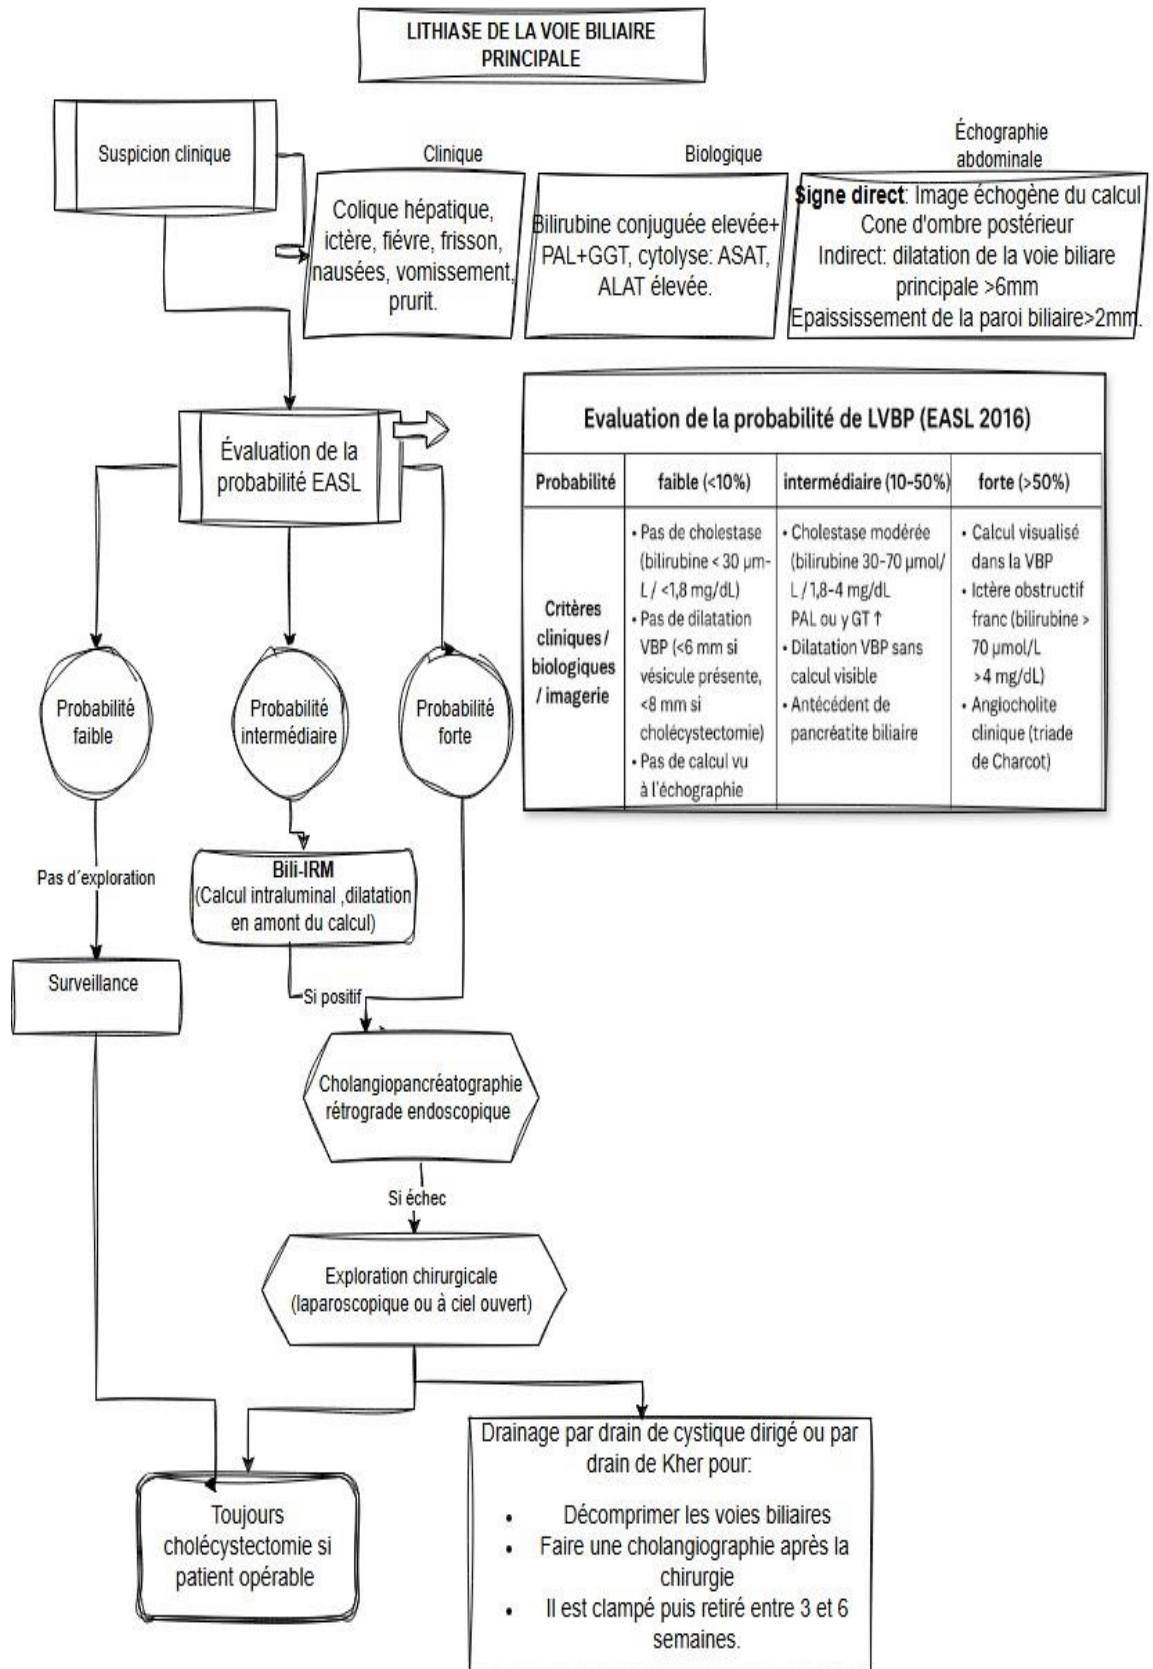 LITHIASE DE LA VOIE BILIAIRE
PRINCIPALE
Suspicion clinique
Clinique
Colique hépatique,
ictère, fiévre, frisson,
nausées, vomissement,
prurit.
Biologique
Bilirubine conjuguée elevée+
PAL+GGT, cytolyse: ASAT,
ALAT élevée.
Échographie
abdominale
Signe direct: Image échogène du calcul
Cone d'ombre postérieur
Indirect: dilatation de la voie biliare
principale >6mm
Epaississement de la paroi biliaire>2mm.
Évaluation de la
probabilité EASL
Evaluation de la probabilité de LVBP (EASL 2016)
Probabilité
faible (<10%)
intermédiaire (10-50%)
forte (>50%)
Critères
cliniques /
biologiques
/ imagerie
• Pas de cholestase
(bilirubine < 30 µm-
L / <1,8 mg/dL)
• Pas de dilatation
VBP (<6 mm si
vésicule présente,
<8 mm si
cholécystectomie)
• Pas de calcul vu
à l'échographie
• Cholestase modérée
(bilirubine 30-70 µmol/
L / 1,8-4 mg/dL
PAL ou y GT ↑
• Dilatation VBP sans
calcul visible
• Antécédent de
pancréatite biliaire
• Calcul visualisé
dans la VBP
• Ictère obstructif
franc (bilirubine >
70 µmol/L
>4 mg/dL)
• Angiocholite
clinique (triade
de Charcot)
Probabilité
faible
Probabilité
intermédiaire
Probabilité
forte
Pas d´exploration
Bili-IRM
(Calcul intraluminal ,dilatation
en amont du calcul)
Surveillance
Si positif
Cholangiopancréatographie
rétrograde endoscopique
Si échec
Exploration chirurgicale
(laparoscopique ou à ciel ouvert)
Toujours
cholécystectomie si
patient opérable
Drainage par drain de cystique dirigé ou par
drain de Kher pour:
• Décomprimer les voies biliaires
• Faire une cholangiographie après la
chirurgie
• Il est clampé puis retiré entre 3 et 6
semaines.